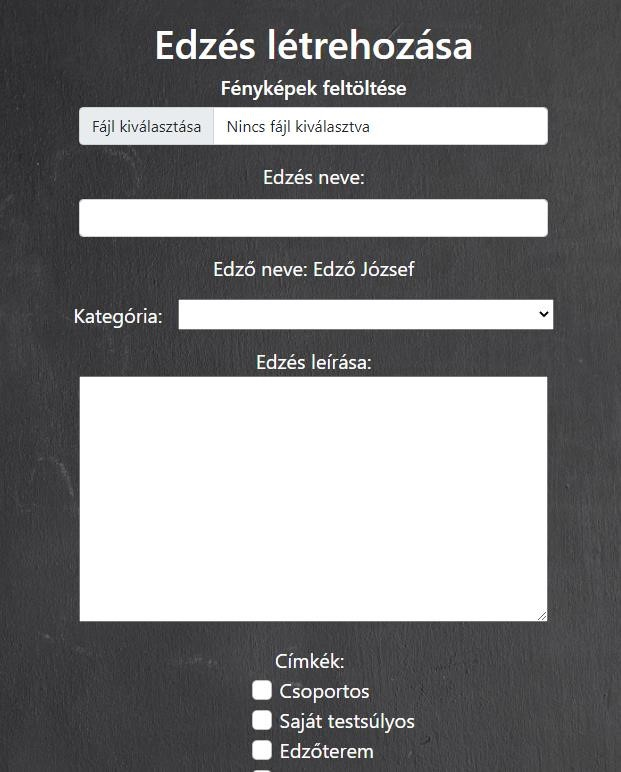 Edzés létrehozása
Fényképek feltöltése
Fájl kiválasztása Nincs fájl kiválasztva
Edzés neve:
Edző neve: Edző József
Kategória:
Edzés leírása:
Címkék:
Csoportos
Saját testsúlyos
Edzőterem